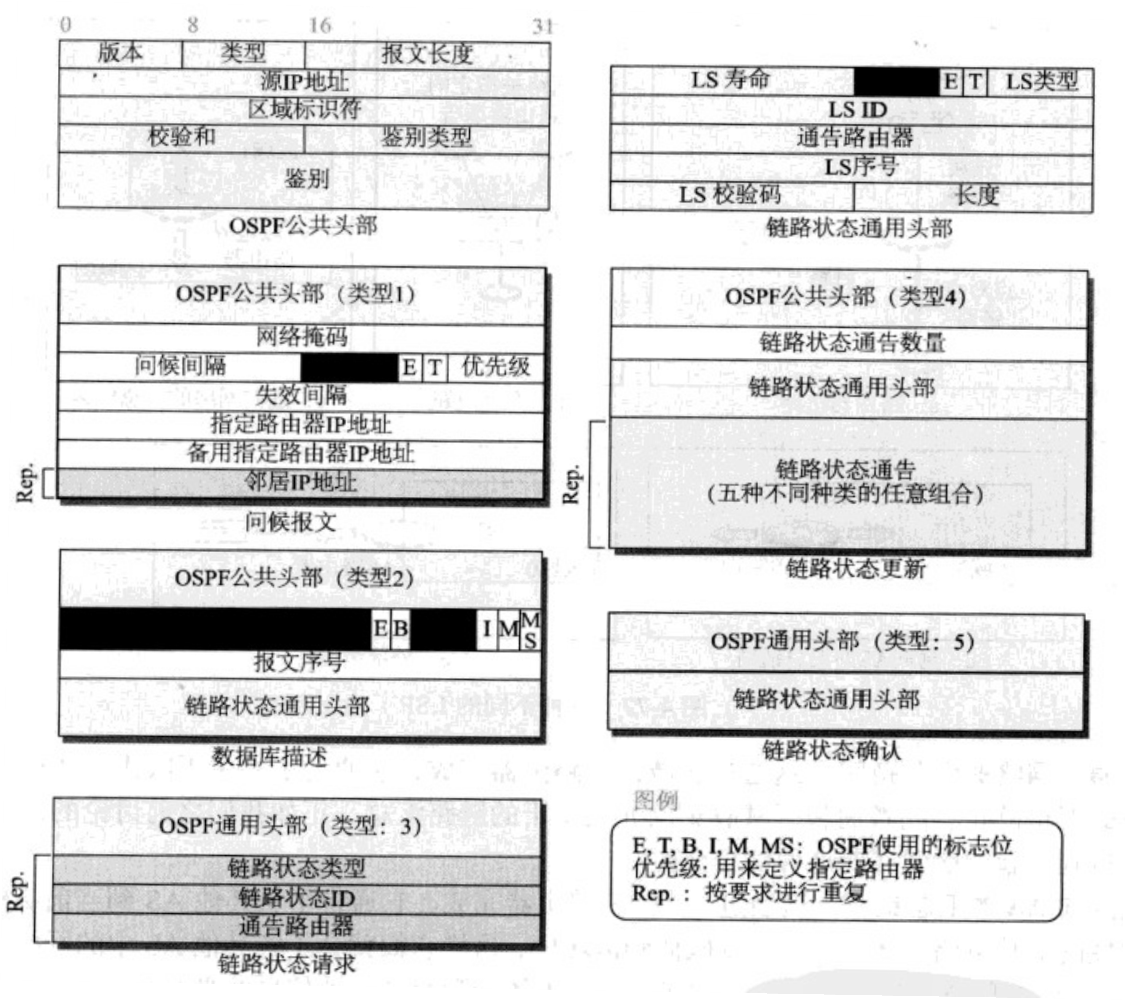 0 8 16 31
版本 类型 报文长度
源IP地址
区域标识符
校验和 鉴别类型
鉴别
OSPF公共头部
LS 寿命 E T LS类型
LS ID
通告路由器
LS序号
LS 校验码 长度
链路状态通用头部
OSPF公共头部（类型1）
网络掩码
问候间隔 E T 优先级
失效间隔
指定路由器IP地址
备用指定路由器IP地址
Rep.
邻居IP地址
问候报文
OSPF公共头部（类型4）
链路状态通告数量
链路状态通用头部
Rep.
链路状态通告
（五种不同种类的任意组合）
链路状态更新
OSPF公共头部（类型2）
E B I M MS
报文序号
链路状态通用头部
数据库描述
OSPF通用头部（类型：5）
链路状态通用头部
链路状态确认
OSPF通用头部（类型：3）
Rep.
链路状态类型
链路状态ID
通告路由器
链路状态请求
图例
E, T, B, I, M, MS：OSPF使用的标志位
优先级: 用来定义指定路由器
Rep.：按要求进行重复